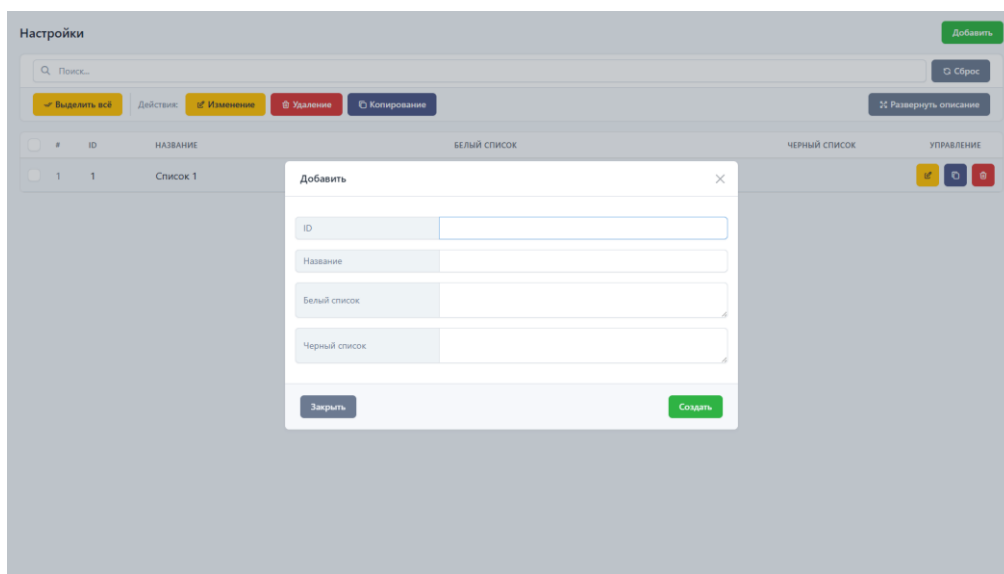 Настройки
Добавить
Поиск...
Сброс
Выделить всё Действия: Изменение Удаление Копирование Развернуть описание
# ID НАЗВАНИЕ БЕЛЫЙ СПИСОК ЧЕРНЫЙ СПИСОК УПРАВЛЕНИЕ
1 1 Список 1
Добавить
ID
Название
Белый список
Черный список
Закрыть Создать